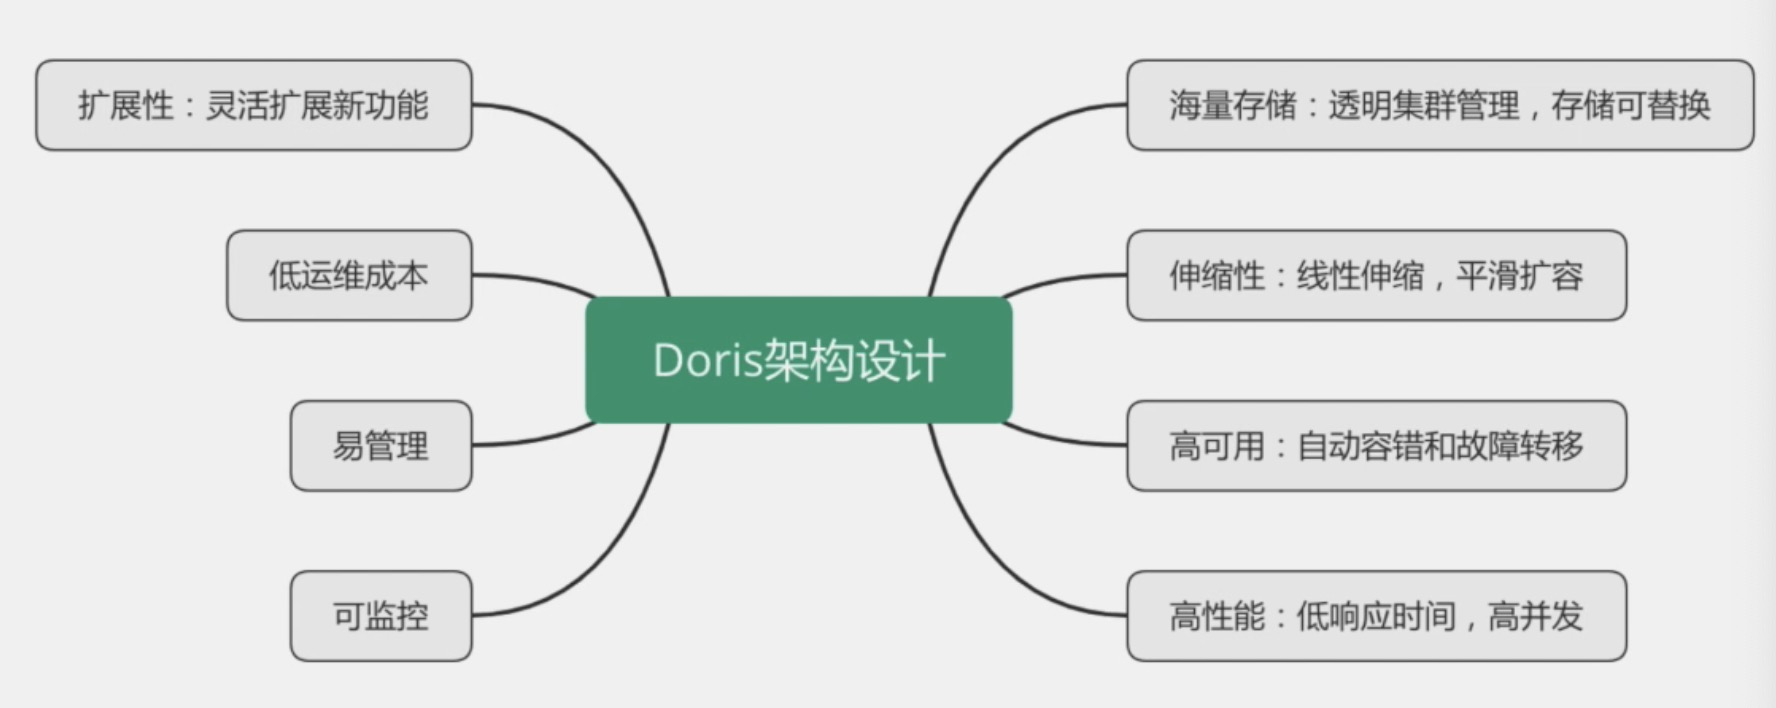 扩展性：灵活扩展新功能
低运维成本
易管理
可监控
Doris架构设计
海量存储：透明集群管理，存储可替换
伸缩性：线性伸缩，平滑扩容
高可用：自动容错和故障转移
高性能：低响应时间，高并发